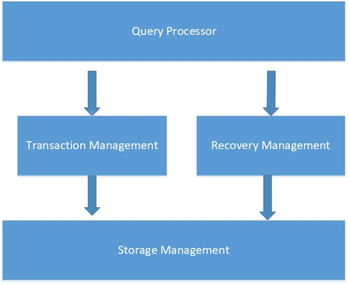 Query Processor
Transaction Management
Recovery Management
Storage Management